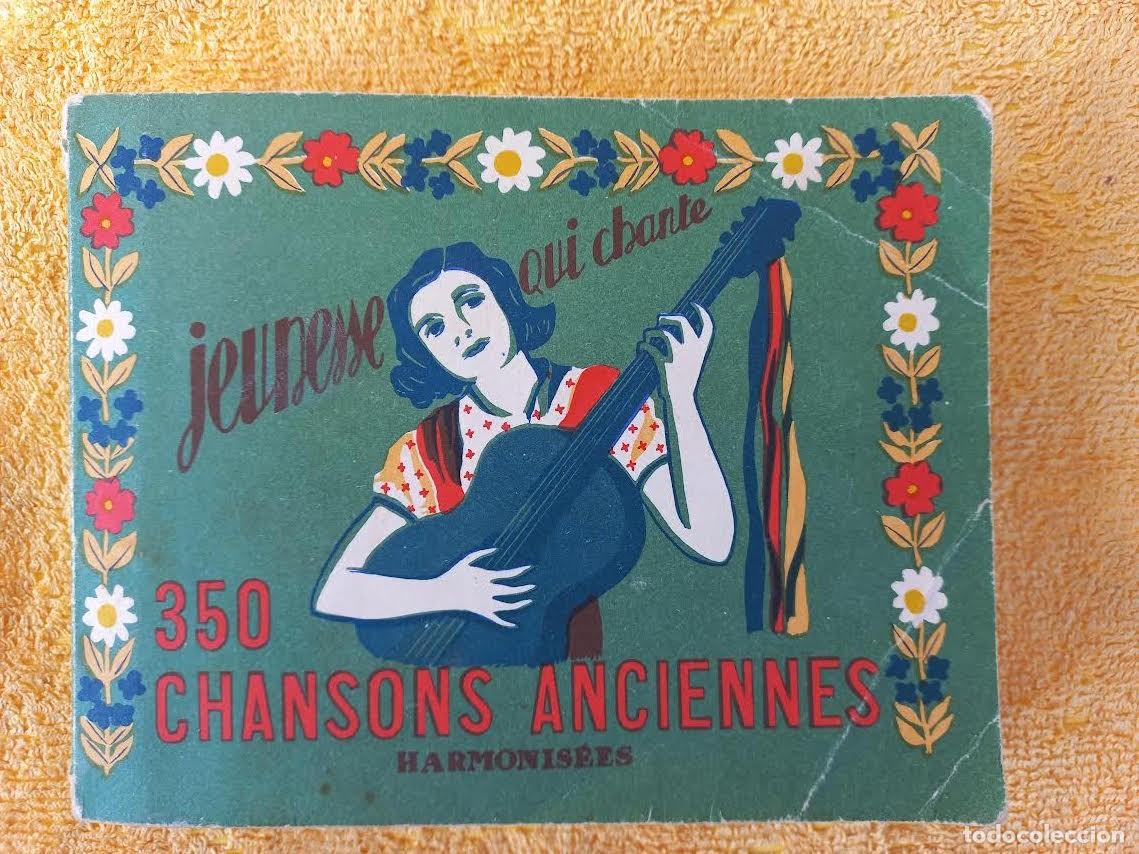 jeunesse qui chante
350
CHANSONS ANCIENNES
HARMONISÉES
todocoleccion